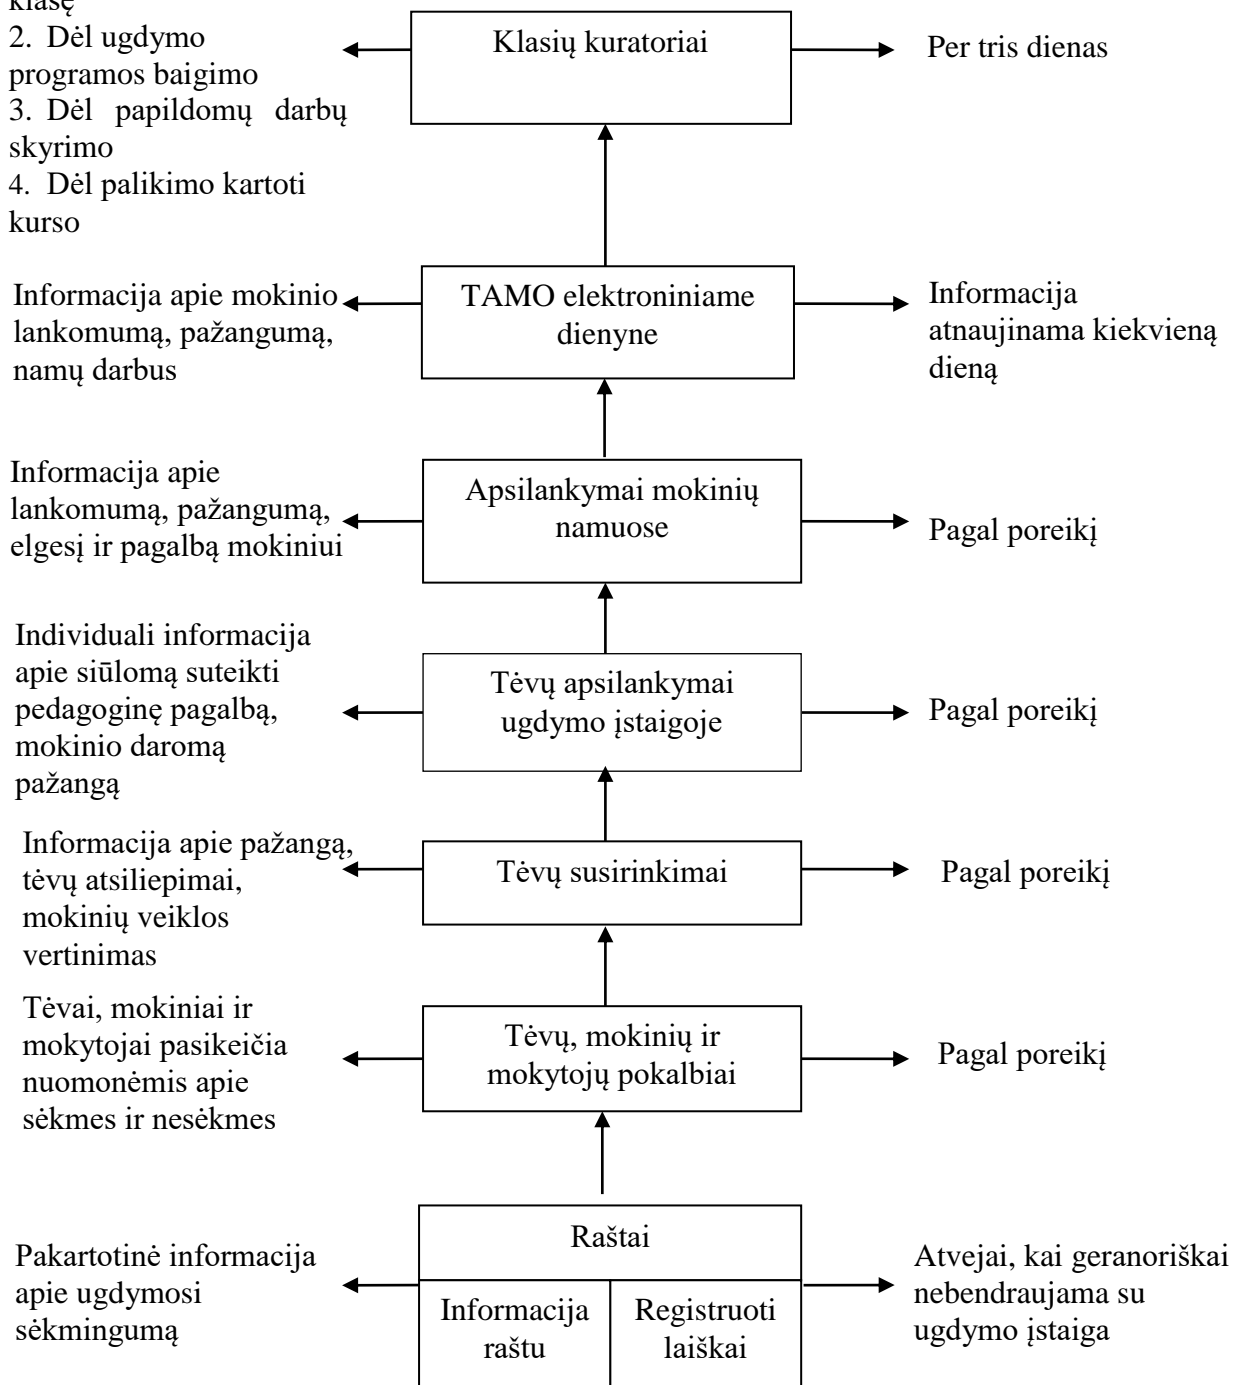 klasę
2. Dėl ugdymo
programos baigimo
3. Dėl papildomų darbų
skyrimo
4. Dėl palikimo kartoti
kurso
Klasių kuratoriai
Per tris dienas
Informacija apie mokinio
lankomumą, pažangumą,
namų darbus
TAMO elektroniniame
dienyne
Informacija
atnaujinama kiekvieną
dieną
Informacija apie
lankomumą, pažangumą,
elgesį ir pagalbą mokiniui
Apsilankymai mokinių
namuose
Pagal poreikį
Individuali informacija
apie siūlomą suteikti
pedagoginę pagalbą,
mokinio daromą
pažangą
Tėvų apsilankymai
ugdymo įstaigoje
Pagal poreikį
Informacija apie pažangą,
tėvų atsiliepimai,
mokinių veiklos
vertinimas
Tėvų susirinkimai
Pagal poreikį
Tėvai, mokiniai ir
mokytojai pasikeičia
nuomonėmis apie
sėkmes ir nesėkmes
Tėvų, mokinių ir
mokytojų pokalbiai
Pagal poreikį
Pakartotinė informacija
apie ugdymosi
sėkmingumą
Raštai
Informacija
raštu
Registruoti
laiškai
Atvejai, kai geranoriškai
nebendraujama su
ugdymo įstaiga